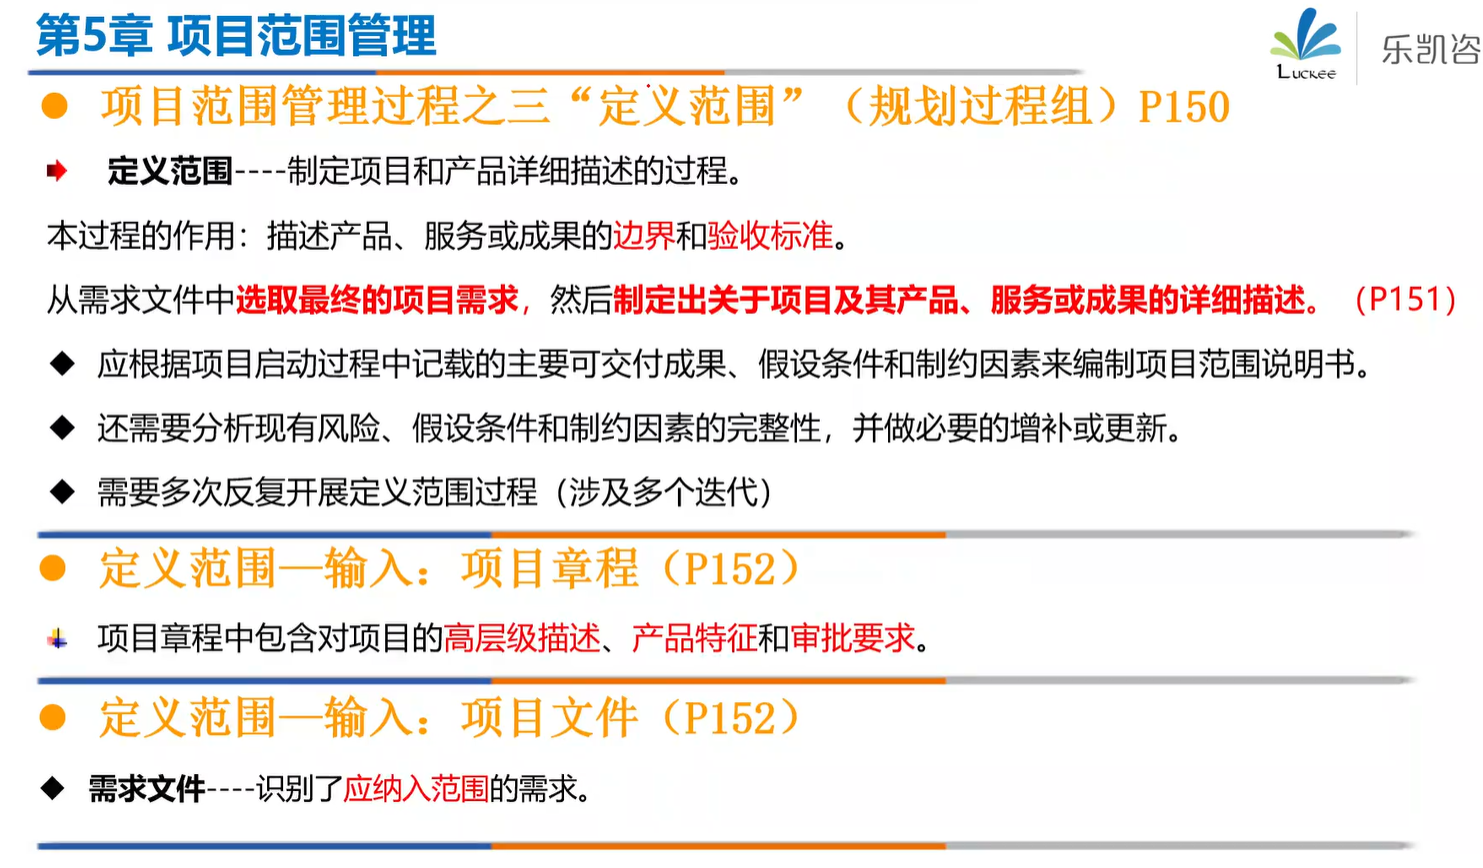 第5章 项目范围管理
Luckee
乐凯咨
项目范围管理过程之三“定义范围”（规划过程组）P150
定义范围----制定项目和产品详细描述的过程。
本过程的作用：描述产品、服务或成果的边界和验收标准。
从需求文件中选取最终的项目需求，然后制定出关于项目及其产品、服务或成果的详细描述。（P151）
应根据项目启动过程中记载的主要可交付成果、假设条件和制约因素来编制项目范围说明书。
还需要分析现有风险、假设条件和制约因素的完整性，并做必要的增补或更新。
需要多次反复开展定义范围过程（涉及多个迭代）
定义范围—输入：项目章程（P152）
项目章程中包含对项目的高层级描述、产品特征和审批要求。
定义范围—输入：项目文件（P152）
需求文件----识别了应纳入范围的需求。